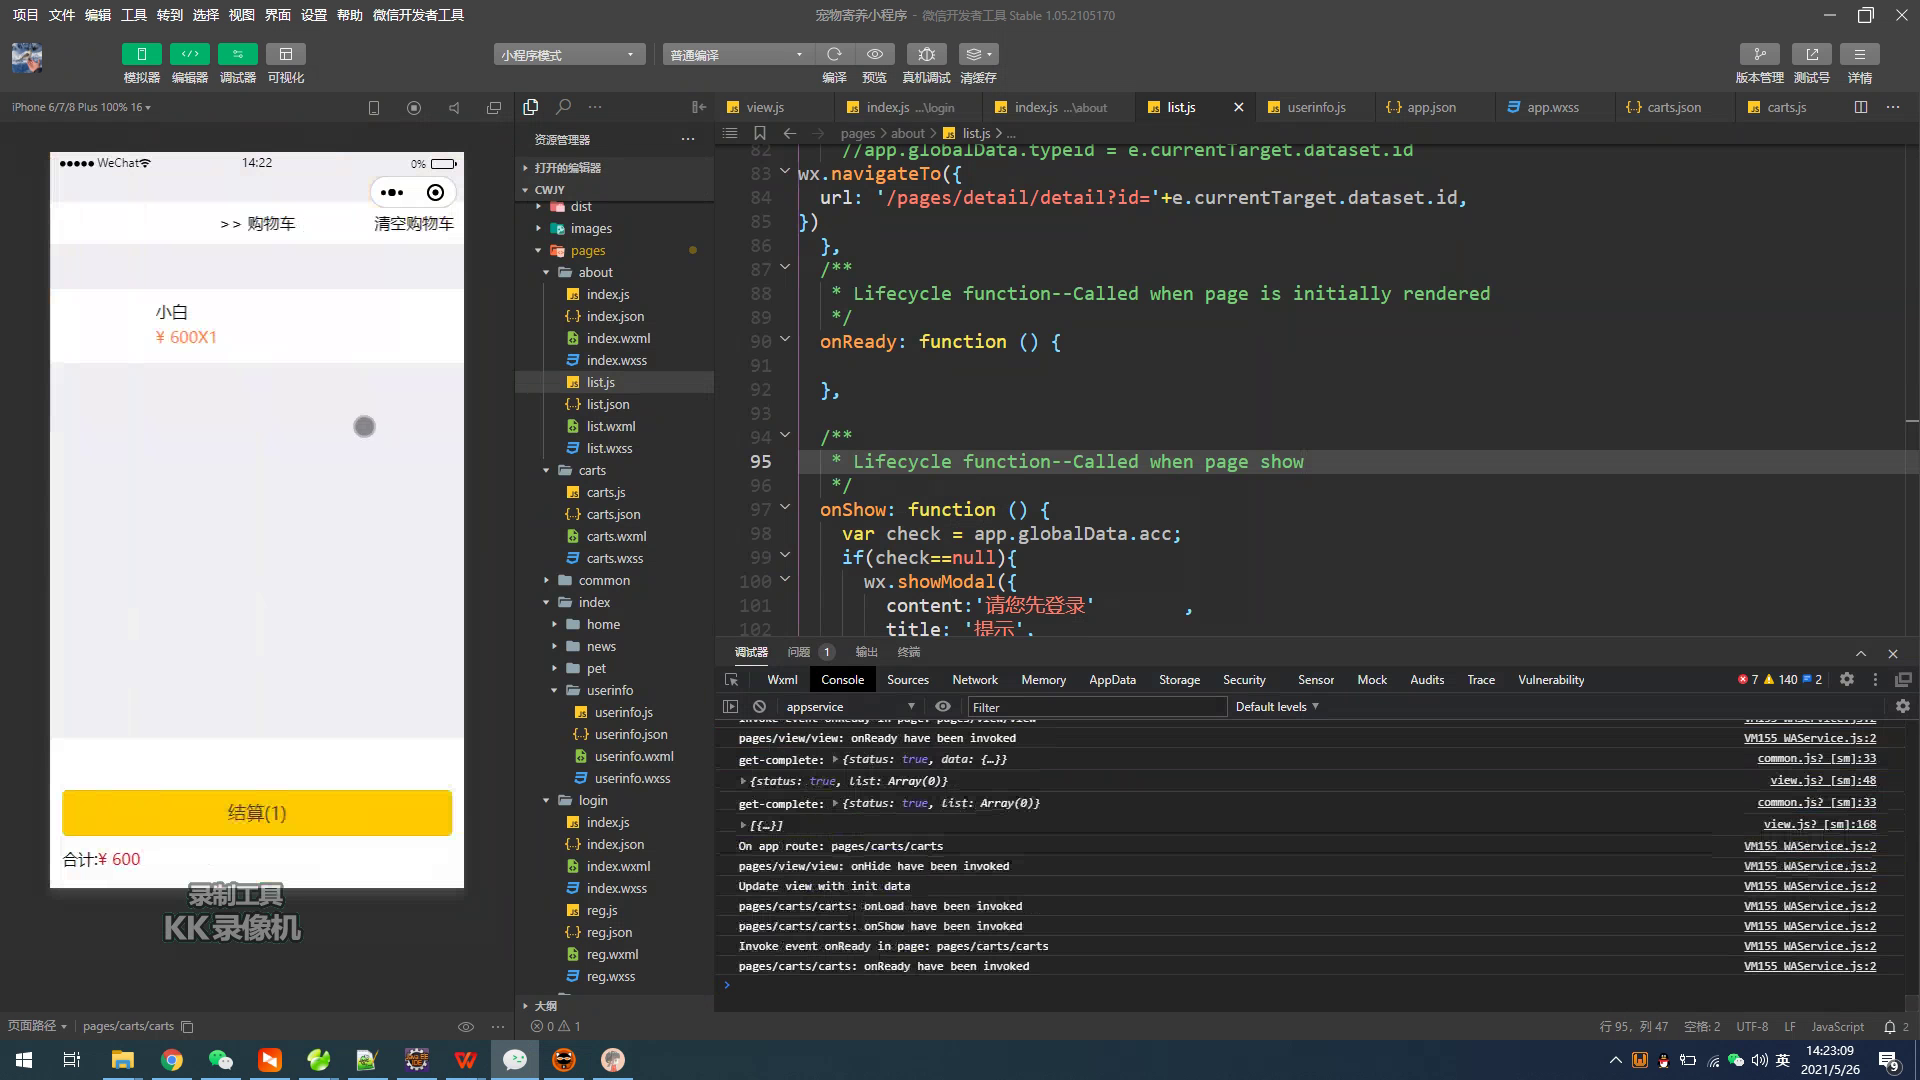 项目 文件 编辑 工具 转到 选择 视图 界面 设置 帮助 微信开发者工具
宠物寄养小程序 - 微信开发者工具 Stable 1.05.2105170
模拟器 编辑器 调试器 可视化
小程序模式
普通编译
编译 预览 真机调试 清缓存
版本管理 测试号 详情
iPhone 6/7/8 Plus 100% 16
WeChat
14:22
0%
>> 购物车
清空购物车
小白
¥ 600X1
结算(1)
合计:¥ 600
录制工具
KK 录像机
页面路径
pages/carts/carts
资源管理器
打开的编辑器
CWJY
dist
images
pages
about
index.js
index.json
index.wxml
index.wxss
list.js
list.json
list.wxml
list.wxss
carts
carts.js
carts.json
carts.wxml
carts.wxss
common
index
home
news
pet
userinfo
userinfo.js
userinfo.json
userinfo.wxml
userinfo.wxss
login
index.js
index.json
index.wxml
index.wxss
reg.js
reg.json
reg.wxml
reg.wxss
大纲
0 1
view.js
index.js ...\login
index.js ...\about
list.js
userinfo.js
app.json
app.wxss
carts.json
carts.js
pages > about > list.js > ...
82 //app.globalData.typeid = e.currentTarget.dataset.id
83 wx.navigateTo({
84 url: '/pages/detail/detail?id='+e.currentTarget.dataset.id,
85 })
86 },
87 /**
88 * Lifecycle function--Called when page is initially rendered
89 */
90 onReady: function () {
91
92 },
93
94 /**
95 * Lifecycle function--Called when page show
96 */
97 onShow: function () {
98 var check = app.globalData.acc;
99 if(check==null){
100 wx.showModal({
101 content:'请您先登录' ,
102 title: '提示',
调试器 问题 1 输出 终端
Wxml Console Sources Network Memory AppData Storage Security Sensor Mock Audits Trace Vulnerability
7 140 2
appservice
Filter
Default levels
Invoke event onReady in page: pages/view/view VM155 WAService.js:2
pages/view/view: onReady have been invoked VM155 WAService.js:2
get-complete: {status: true, data: {…}} common.js? [sm]:33
{status: true, list: Array(0)} view.js? [sm]:48
get-complete: {status: true, list: Array(0)} common.js? [sm]:33
[{…}] view.js? [sm]:168
On app route: pages/carts/carts VM155 WAService.js:2
pages/view/view: onHide have been invoked VM155 WAService.js:2
Update view with init data VM155 WAService.js:2
pages/carts/carts: onLoad have been invoked VM155 WAService.js:2
pages/carts/carts: onShow have been invoked VM155 WAService.js:2
Invoke event onReady in page: pages/carts/carts VM155 WAService.js:2
pages/carts/carts: onReady have been invoked VM155 WAService.js:2
行 95，列 47 空格: 2 UTF-8 LF JavaScript 2
英
14:23:09
2021/5/26
9